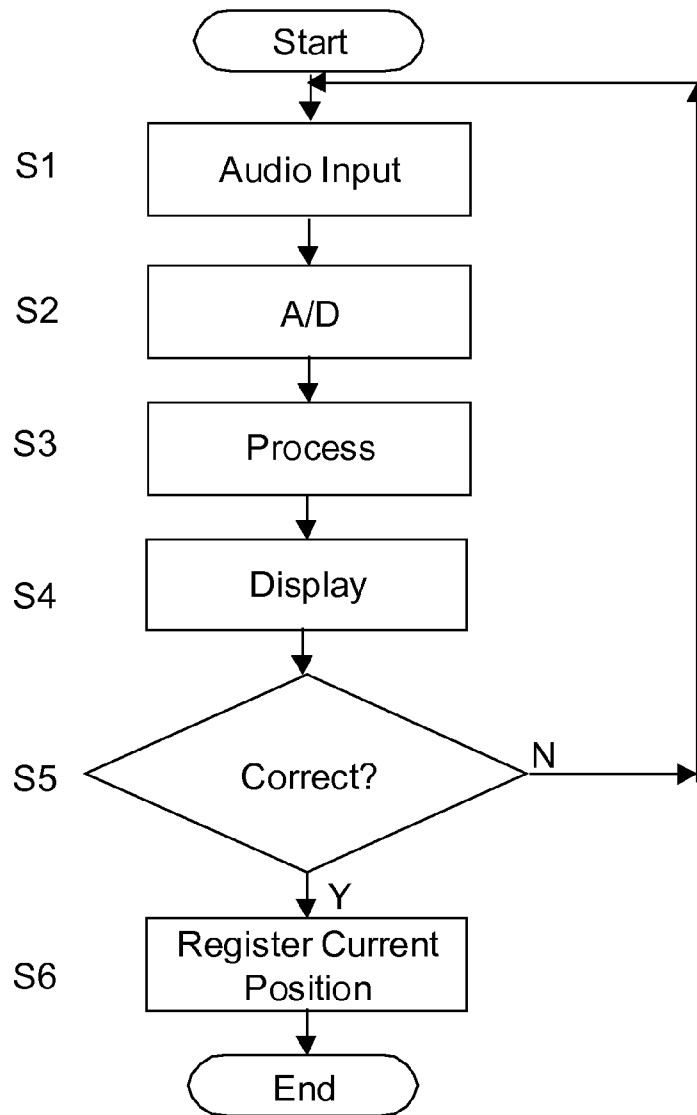 Start
S1
Audio Input
S2
A/D
S3
Process
S4
Display
S5
Correct?
N
Y
S6
Register Current
Position
End